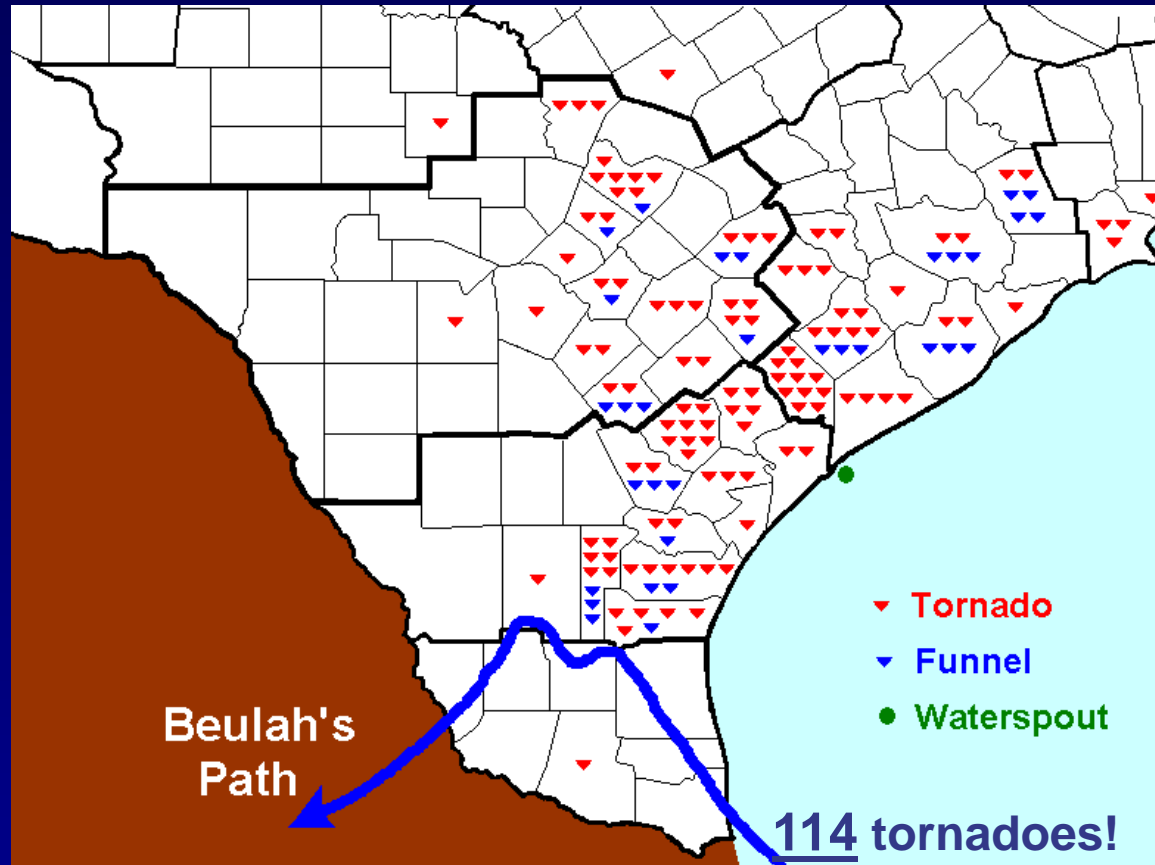 Tornado
Funnel
Waterspout
Beulah's
Path
114 tornadoes!